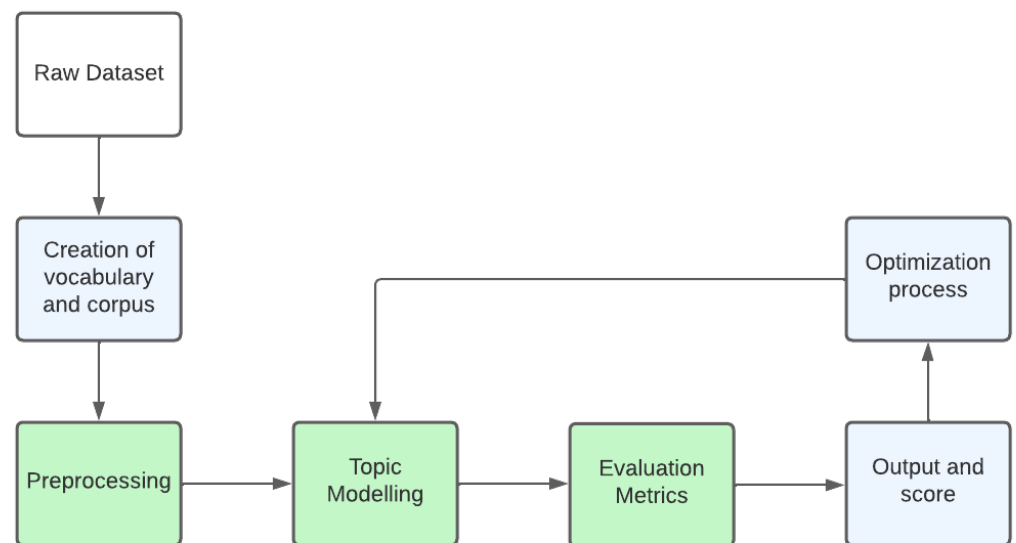 Raw Dataset
Creation of
vocabulary
and corpus
Optimization
process
Preprocessing
Topic
Modelling
Evaluation
Metrics
Output and
score